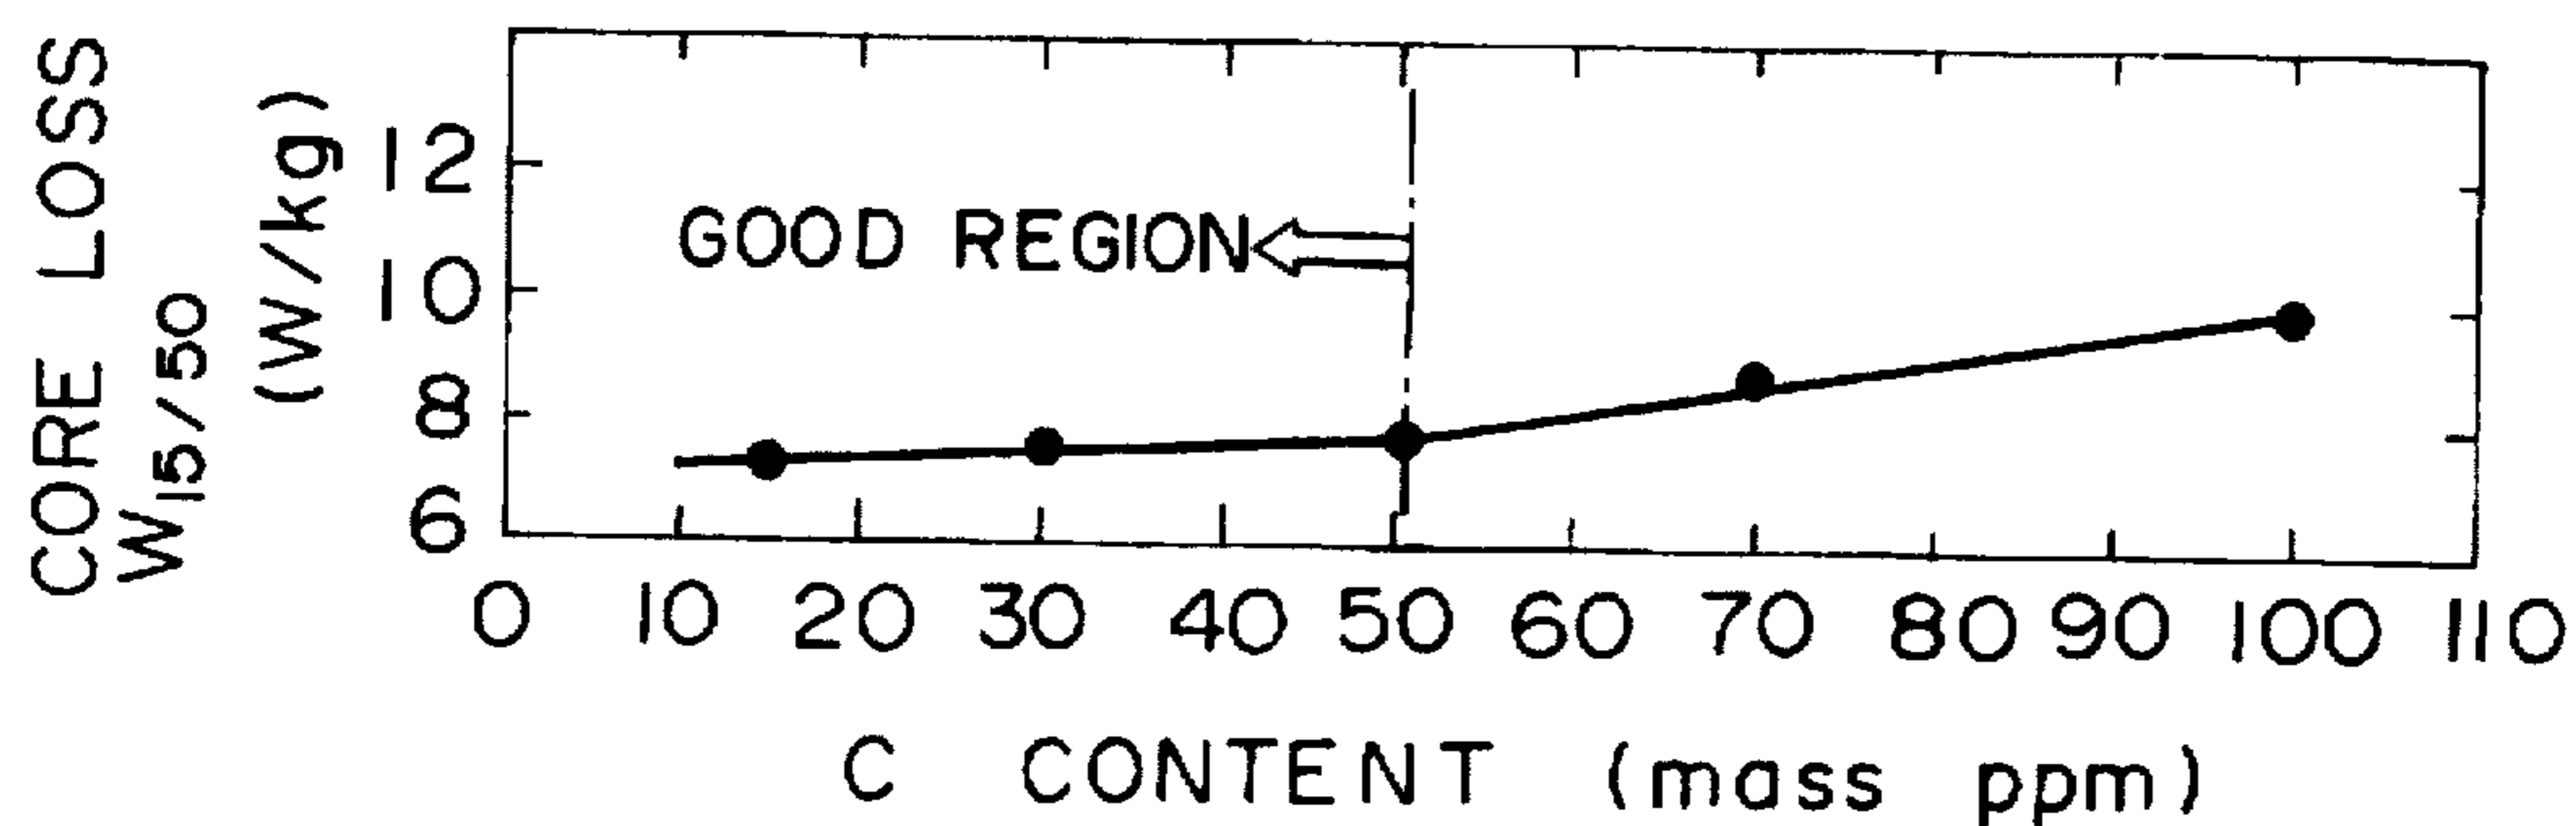 CORE LOSS
W15/50
(W/kg)
12
10
8
6
GOOD REGION
0 10 20 30 40 50 60 70 80 90 100 110
C CONTENT (mass ppm)